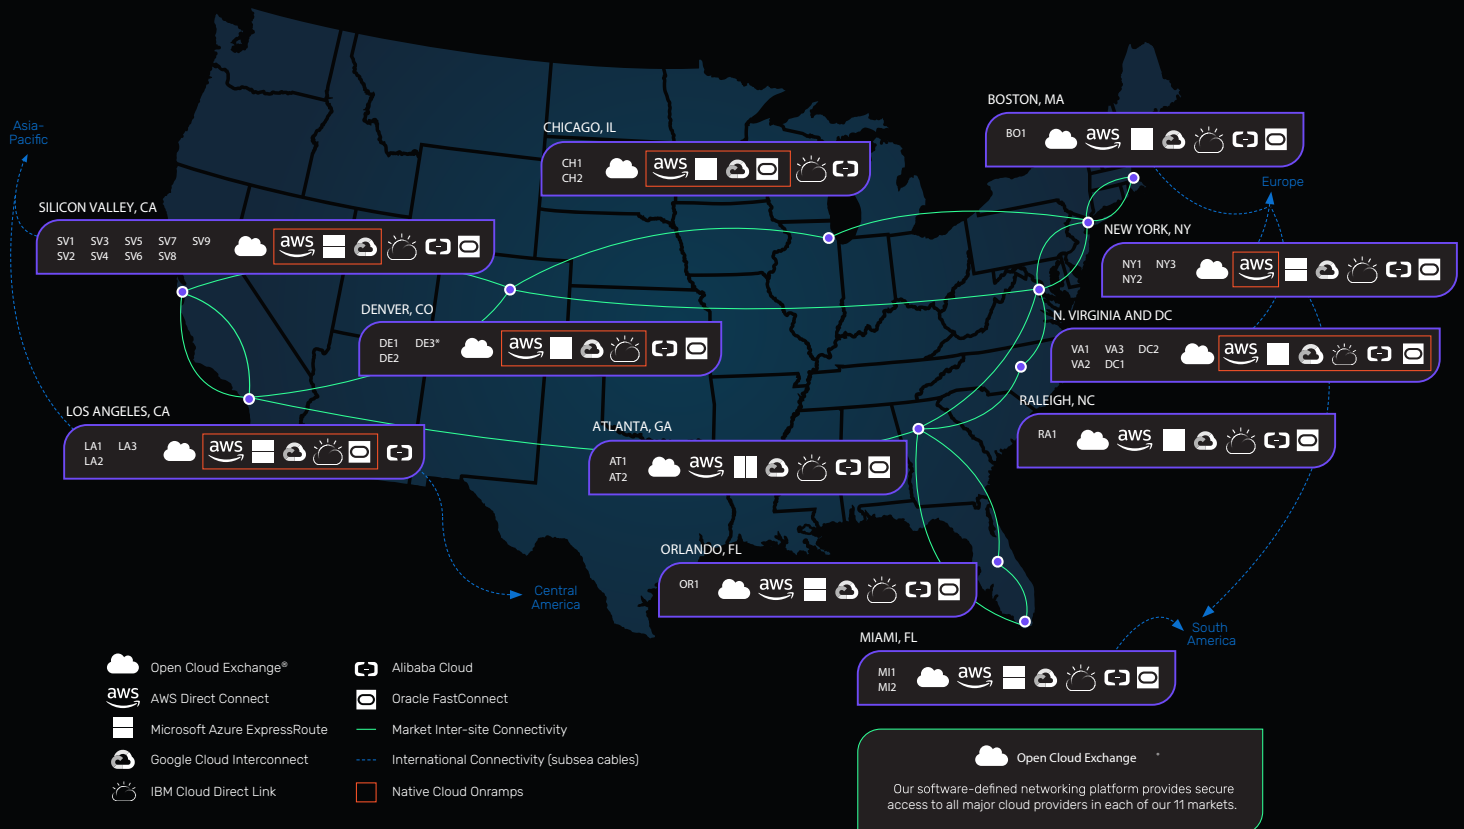 BOSTON, MA
BO1
aws
Asia-
Pacific
CHICAGO, IL
CH1
CH2
aws
Europe
SILICON VALLEY, CA
SV1 SV3 SV5 SV7 SV9
SV2 SV4 SV6 SV8
aws
NEW YORK, NY
NY1 NY3
NY2
aws
DENVER, CO
DE1 DE3*
DE2
aws
N. VIRGINIA AND DC
VA1 VA3 DC2
VA2 DC1
aws
LOS ANGELES, CA
LA1 LA3
LA2
aws
RALEIGH, NC
RA1
aws
ATLANTA, GA
AT1
AT2
aws
ORLANDO, FL
OR1
aws
Central
America
South
America
MIAMI, FL
MI1
MI2
aws
Open Cloud Exchange®
aws
AWS Direct Connect
Microsoft Azure ExpressRoute
Google Cloud Interconnect
IBM Cloud Direct Link
Alibaba Cloud
Oracle FastConnect
Market Inter-site Connectivity
International Connectivity (subsea cables)
Native Cloud Onramps
Open Cloud Exchange
Our software-defined networking platform provides secure
access to all major cloud providers in each of our 11 markets.